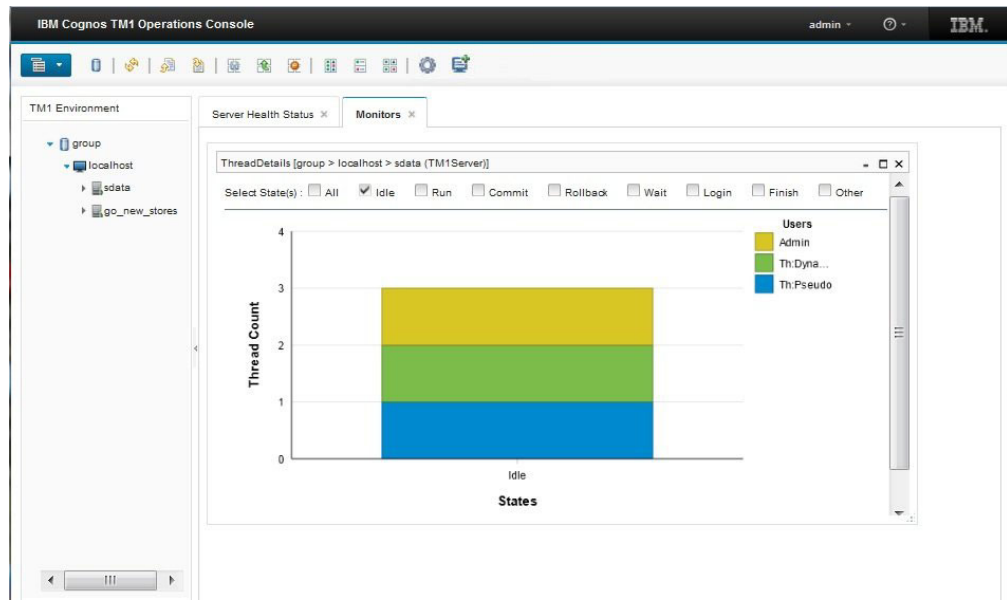 IBM Cognos TM1 Operations Console
admin
IBM.
TM1 Environment
group
localhost
sdata
go_new_stores
Server Health Status ×
Monitors ×
ThreadDetails [group > localhost > sdata (TM1Server)]
Select State(s) : All Idle Run Commit Rollback Wait Login Finish Other
Users
Admin
Th:Dyna...
Th:Pseudo
Thread Count
4
3
2
1
0
Idle
States